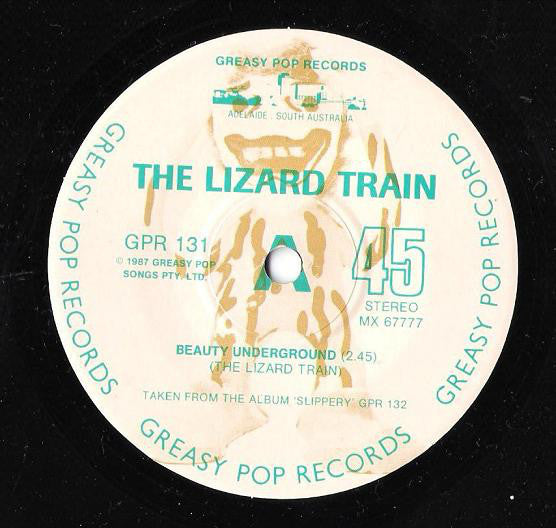 GREASY POP RECORDS
ADELAIDE . SOUTH AUSTRALIA
THE LIZARD TRAIN
GPR 131
© 1987 GREASY POP
SONGS PTY. LTD.
A
45
STEREO
MX 67777
BEAUTY UNDERGROUND (2.45)
(THE LIZARD TRAIN)
TAKEN FROM THE ALBUM 'SLIPPERY' GPR 132
GREASY POP RECORDS
GREASY POP RECORDS
GREASY POP RECORDS